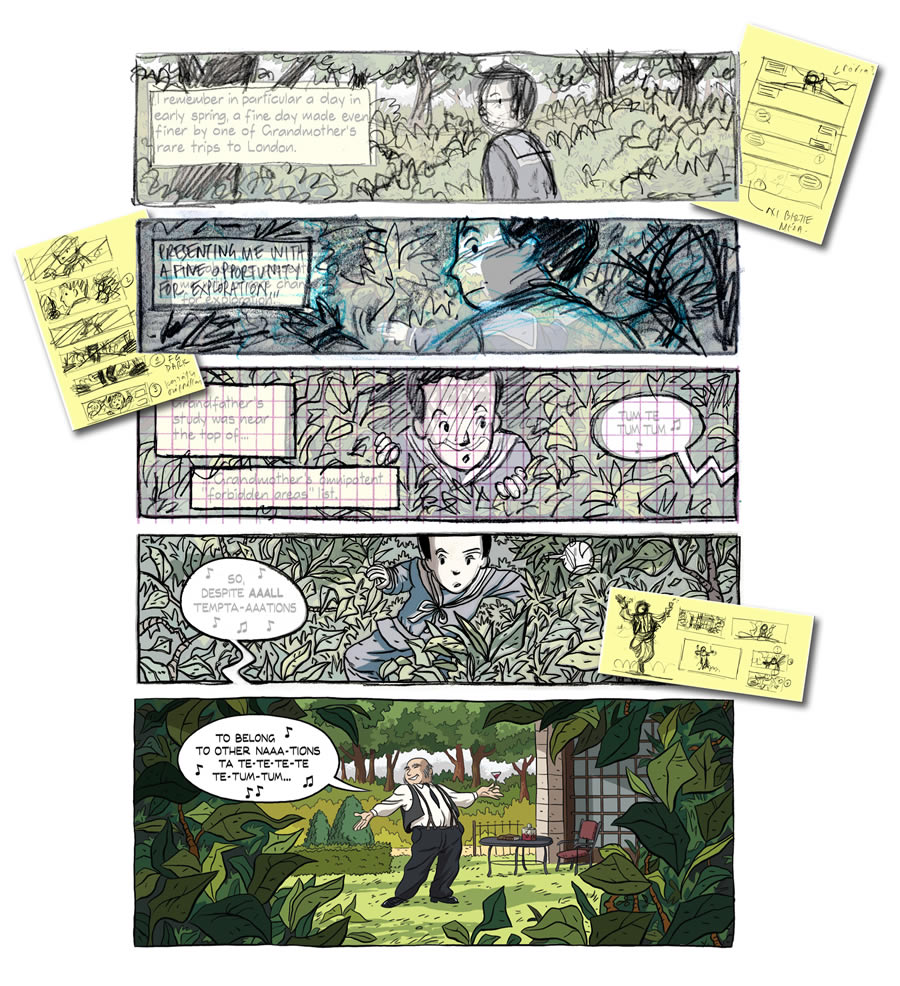 I remember in particular a day in
early spring, a fine day made even
finer by one of Grandmother's
rare trips to London.
PRESENTING ME WITH
A FINE OPPORTUNITY
FOR EXPLORATION...
for exploration.
Grandfather's
study was near
the top of...
Grandmother's omnipotent
"forbidden areas" list.
TUM TE
TUM TUM
SO,
DESPITE AAALL
TEMPTA-AAATIONS
TO BELONG
TO OTHER NAAA-TIONS
TA TE-TE-TE-TE
TE-TUM-TUM...